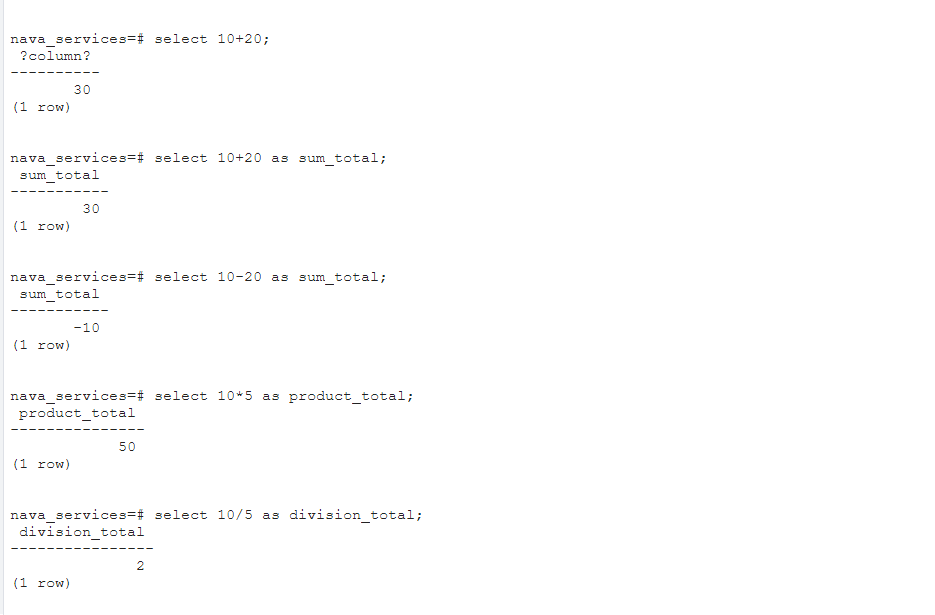 nava_services=# select 10+20;
 ?column?
----------
        30
(1 row)

nava_services=# select 10+20 as sum_total;
 sum_total
-----------
        30
(1 row)

nava_services=# select 10-20 as sum_total;
 sum_total
-----------
       -10
(1 row)

nava_services=# select 10*5 as product_total;
 product_total
---------------
            50
(1 row)

nava_services=# select 10/5 as division_total;
 division_total
----------------
              2
(1 row)